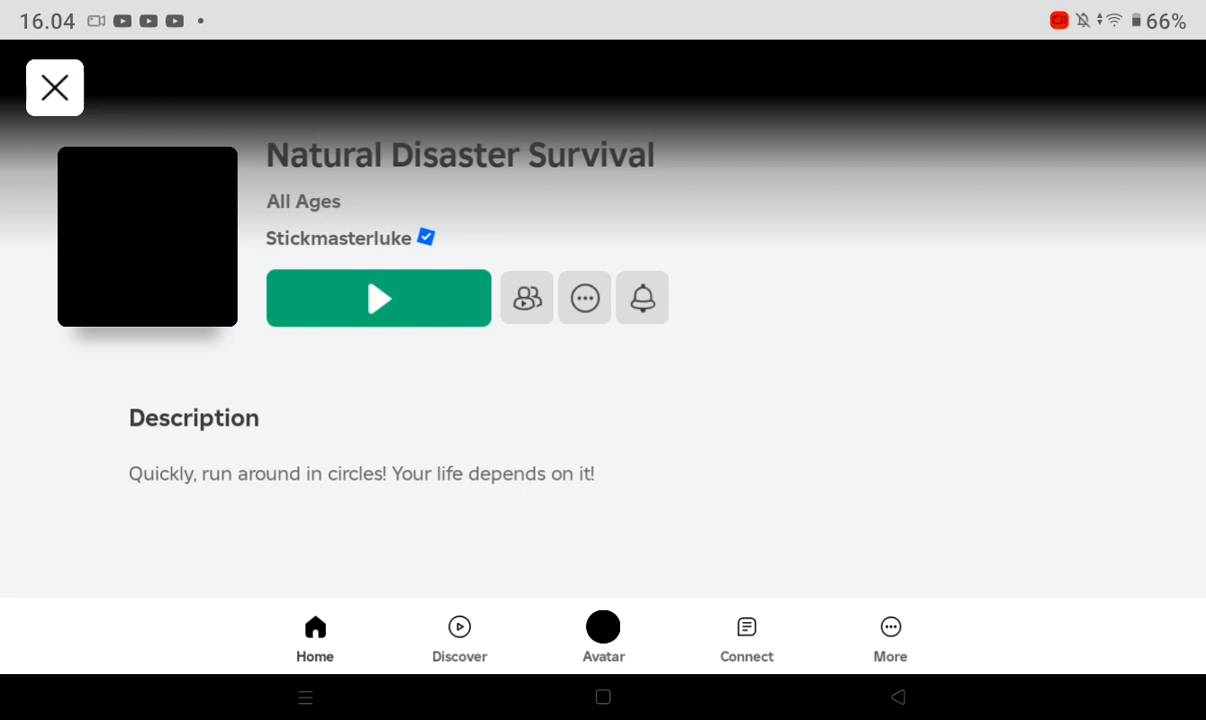 16.04
66%
Natural Disaster Survival
All Ages
Stickmasterluke
Description
Quickly, run around in circles! Your life depends on it!
Home Discover Avatar Connect More